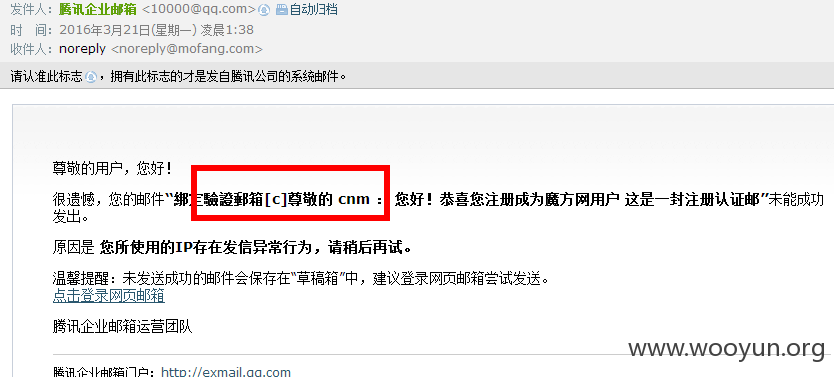 发件人：腾讯企业邮箱 <10000@qq.com> 自动归档
时 间：2016年3月21日(星期一) 凌晨1:38
收件人：noreply <noreply@mofang.com>
请认准此标志，拥有此标志的才是发自腾讯公司的系统邮件。
尊敬的用户，您好！
很遗憾，您的邮件“綁定驗證郵箱[c]尊敬的 cnm ： 您好！恭喜您注册成为魔方网用户 这是一封注册认证邮”未能成功
发出。
原因是 您所使用的IP存在发信异常行为，请稍后再试。
温馨提醒：未发送成功的邮件会保存在“草稿箱”中，建议登录网页邮箱尝试发送。
点击登录网页邮箱
腾讯企业邮箱运营团队
www.wooyun.org
腾讯企业邮箱门户：http://exmail.qq.com